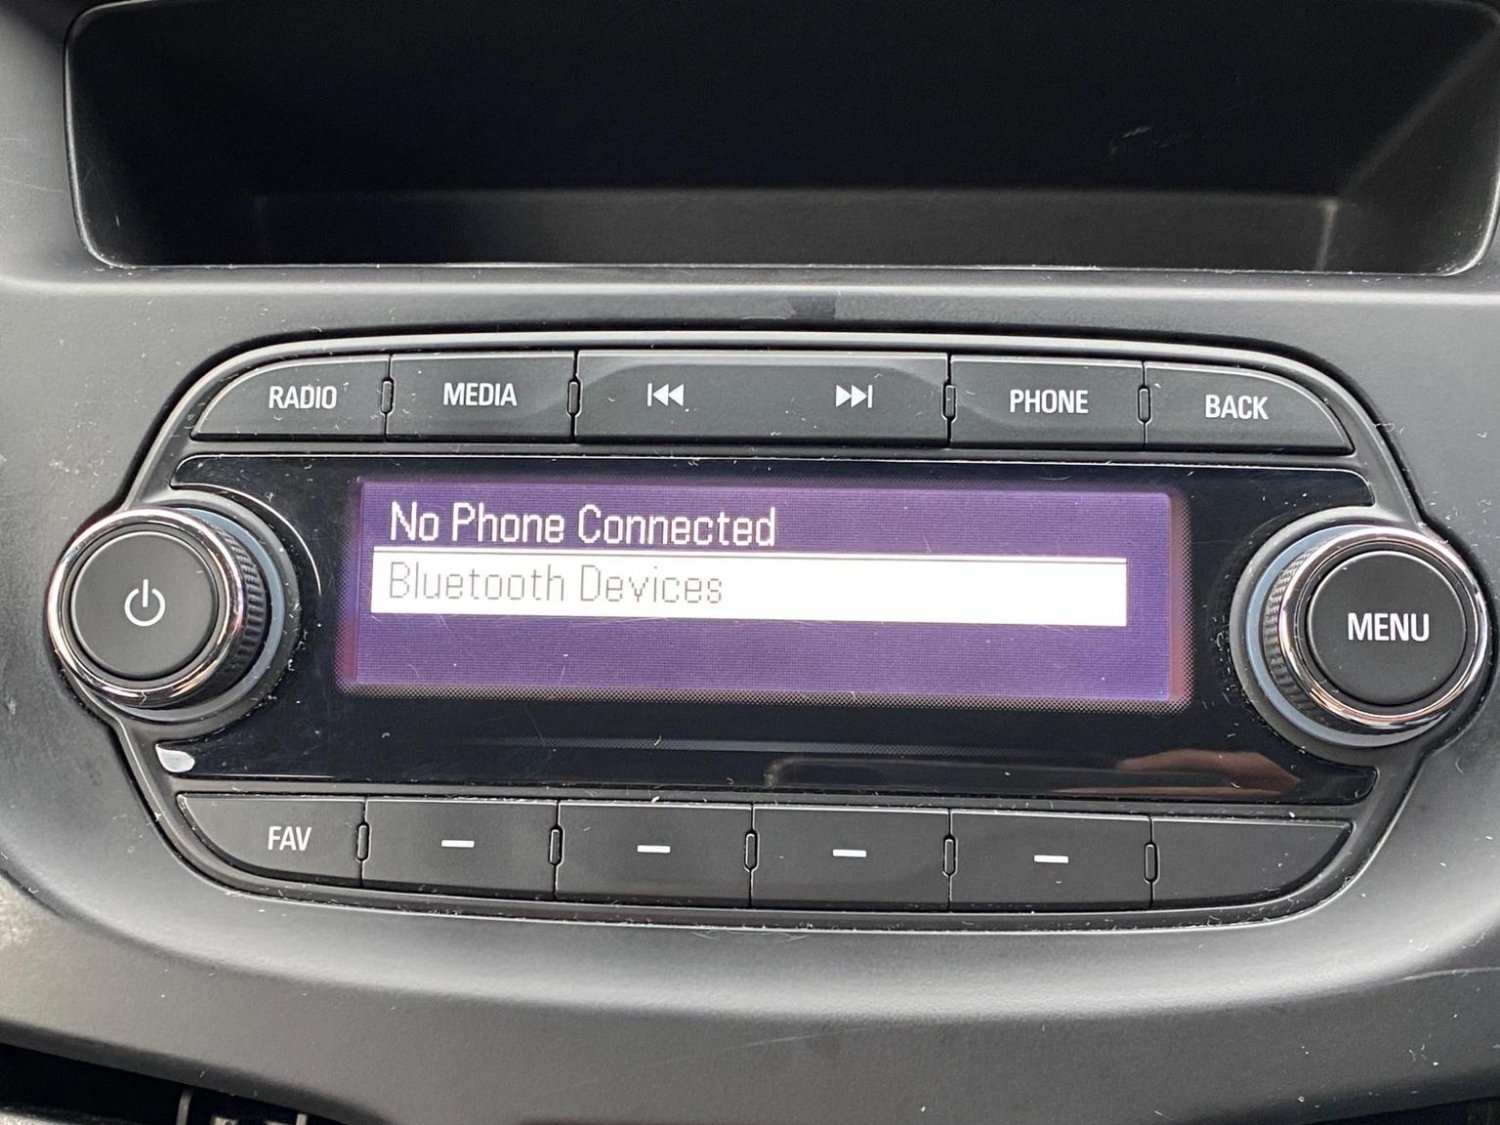 RADIO MEDIA PHONE BACK
No Phone Connected
Bluetooth Devices
MENU
FAV